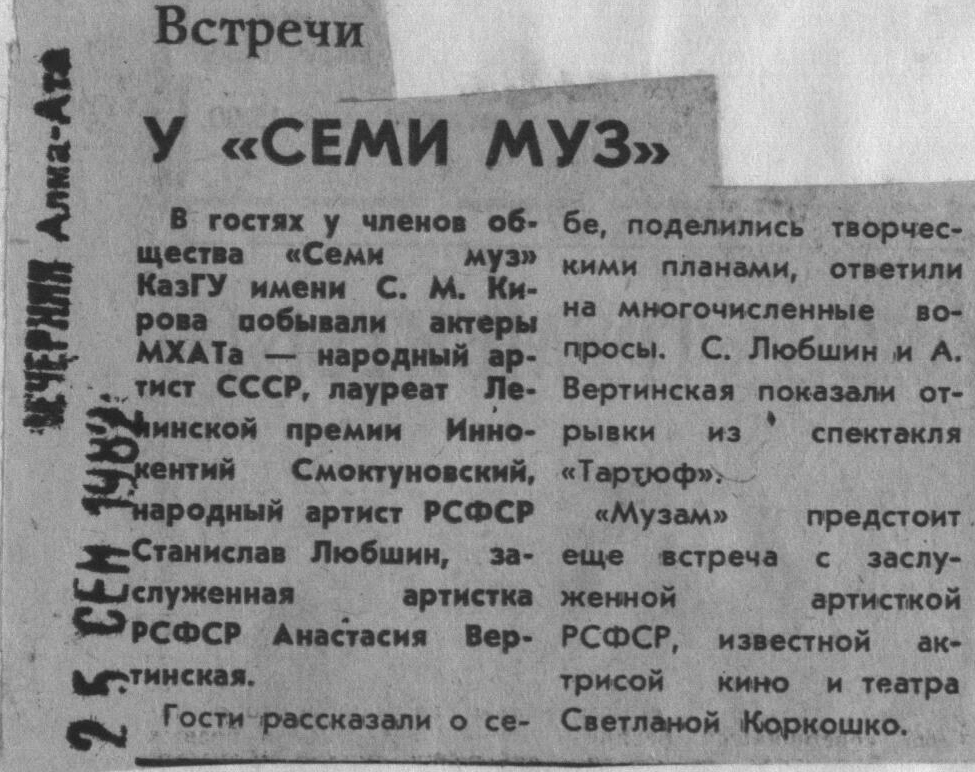 Встречи
У «СЕМИ МУЗ»
В гостях у членов об-
щества «Семи муз»
КазГУ имени С. М. Ки-
рова побывали актеры
МХАТа — народный ар-
тист СССР, лауреат Ле-
нинской премии Инно-
кентий Смоктуновский,
народный артист РСФСР
Станислав Любшин, за-
служенная артистка
РСФСР Анастасия Вер-
тинская.
Гости рассказали о се-
бе, поделились творчес-
кими планами, ответили
на многочисленные во-
просы. С. Любшин и А.
Вертинская показали от-
рывки из спектакля
«Тартюф».
«Музам» предстоит
еще встреча с заслу-
женной артисткой
РСФСР, известной ак-
трисой кино и театра
Светланой Коркошко.
ВЕЧЕРНЯЯ Алма-Ата
2 5 СЕН 1982